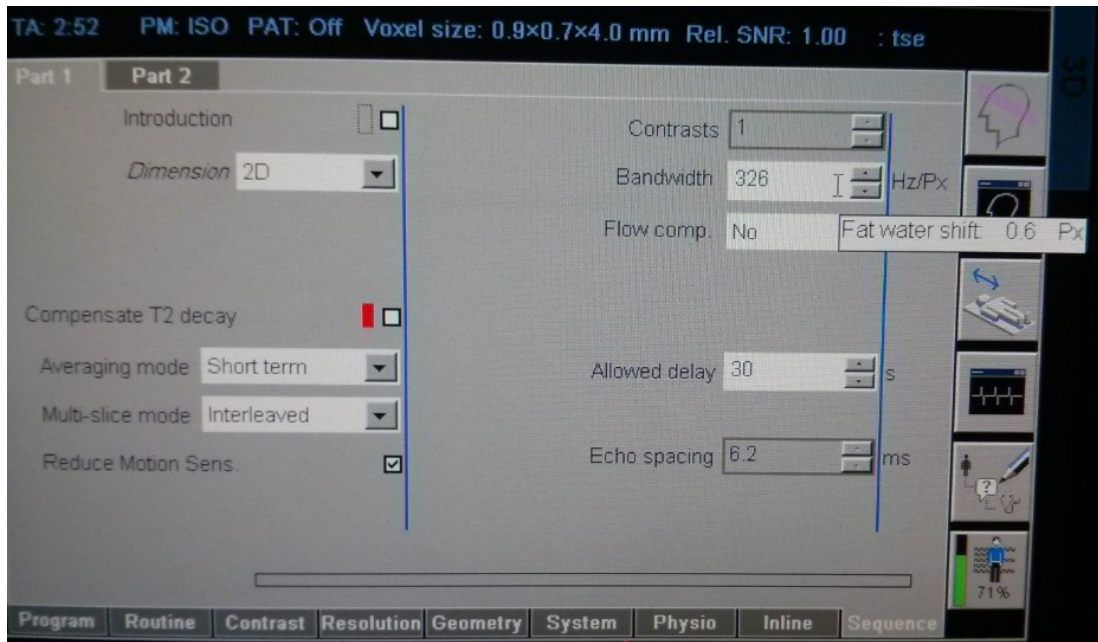 TA: 2:52 PM: ISO PAT: Off Voxel size: 0.9×0.7×4.0 mm Rel. SNR: 1.00 : tse
3D
Part 1 Part 2
Introduction
Dimension 2D
Compensate T2 decay
Averaging mode Short term
Multi-slice mode Interleaved
Reduce Motion Sens.
Contrasts 1
Bandwidth 326 Hz/Px
Flow comp. No
Fat water shift: 0.6 Px
Allowed delay 30 s
Echo spacing 6.2 ms
?
71%
Program Routine Contrast Resolution Geometry System Physio Inline Sequence